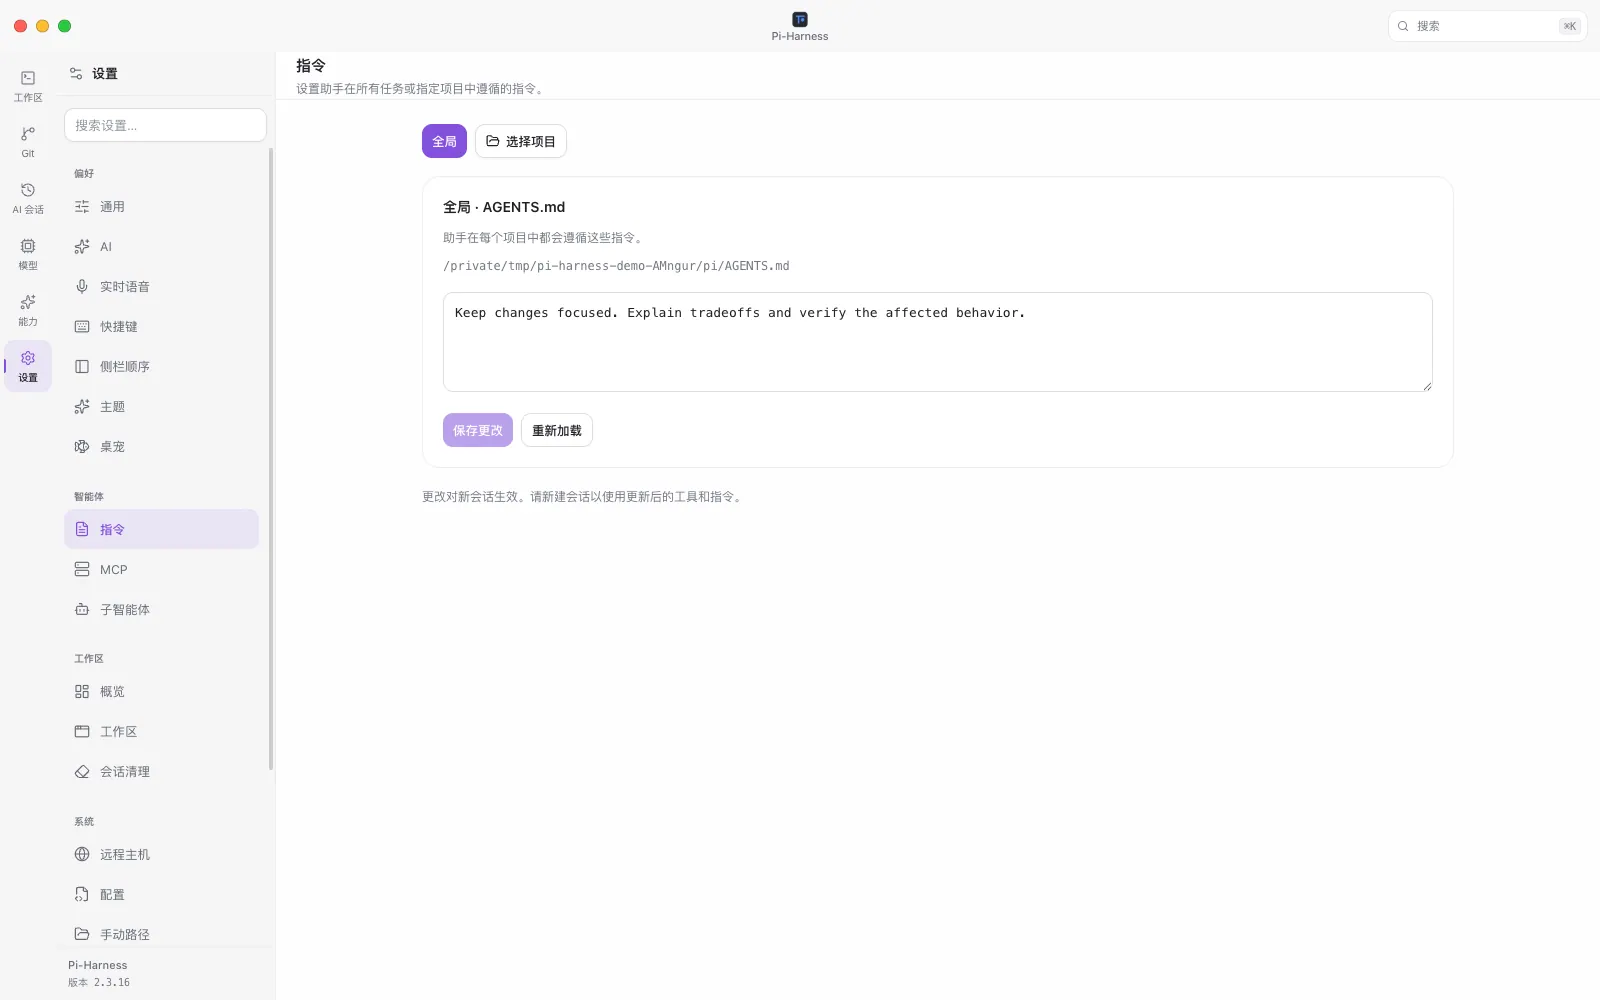 Pi-Harness
搜索
⌘K
工作区
Git
AI 会话
模型
能力
设置
设置
搜索设置...
偏好
通用
AI
实时语音
快捷键
侧栏顺序
主题
桌宠
智能体
指令
MCP
子智能体
工作区
概览
工作区
会话清理
系统
远程主机
配置
手动路径
Pi-Harness
版本 2.3.16
指令
设置助手在所有任务或指定项目中遵循的指令。
全局
选择项目
全局 · AGENTS.md
助手在每个项目中都会遵循这些指令。
/private/tmp/pi-harness-demo-AMngur/pi/AGENTS.md
Keep changes focused. Explain tradeoffs and verify the affected behavior.
保存更改
重新加载
更改对新会话生效。请新建会话以使用更新后的工具和指令。